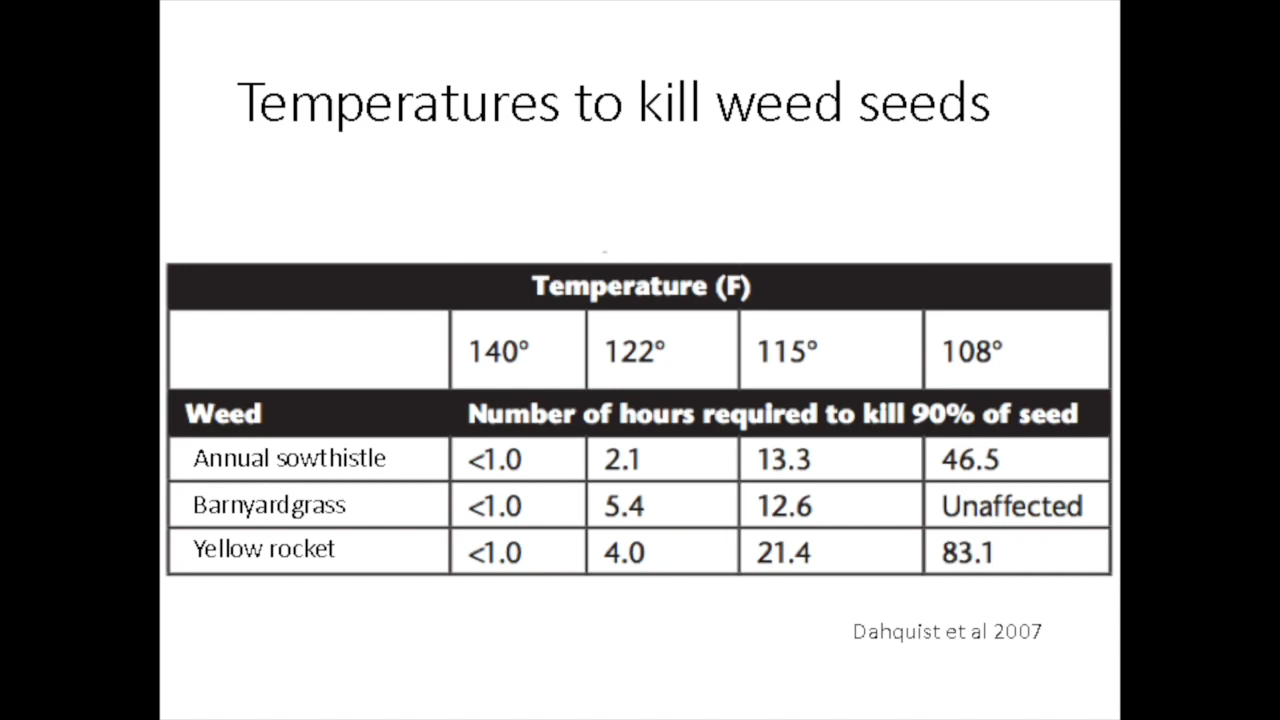 Temperatures to kill weed seeds
Temperature (F)
140° 122° 115° 108°
Weed Number of hours required to kill 90% of seed
Annual sowthistle <1.0 2.1 13.3 46.5
Barnyardgrass <1.0 5.4 12.6 Unaffected
Yellow rocket <1.0 4.0 21.4 83.1
Dahquist et al 2007